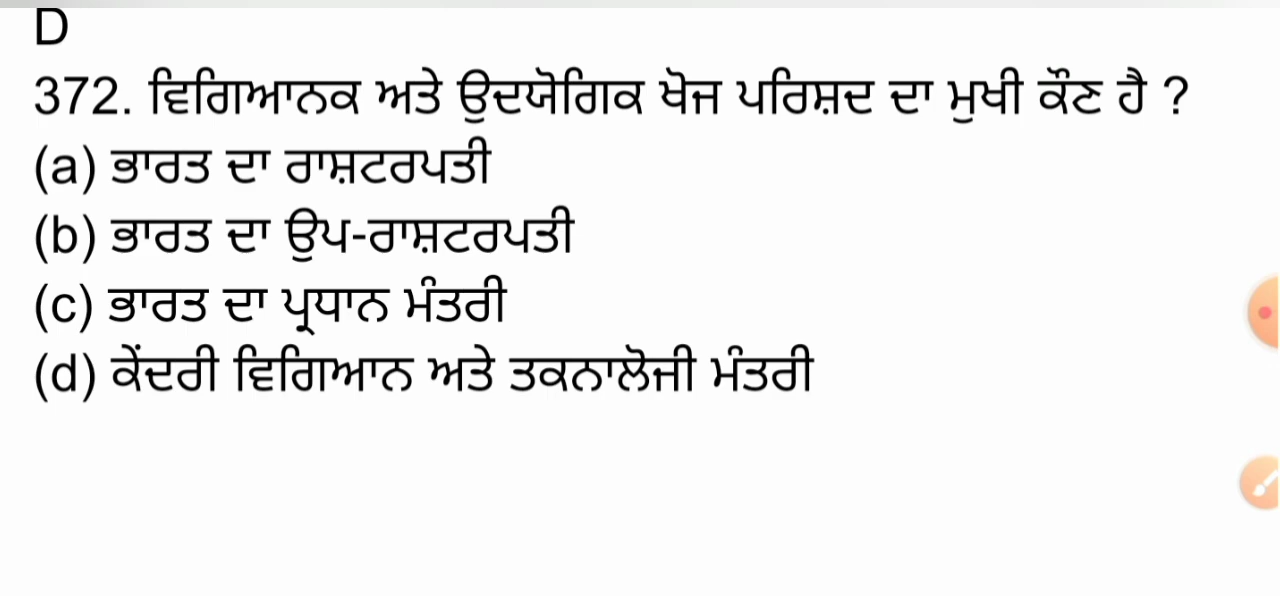 D
372. ਵਿਗਿਆਨਕ ਅਤੇ ਉਦਯੋਗਿਕ ਖੋਜ ਪਰਿਸ਼ਦ ਦਾ ਮੁਖੀ ਕੌਣ ਹੈ ?
(a) ਭਾਰਤ ਦਾ ਰਾਸ਼ਟਰਪਤੀ
(b) ਭਾਰਤ ਦਾ ਉਪ-ਰਾਸ਼ਟਰਪਤੀ
(c) ਭਾਰਤ ਦਾ ਪ੍ਰਧਾਨ ਮੰਤਰੀ
(d) ਕੇਂਦਰੀ ਵਿਗਿਆਨ ਅਤੇ ਤਕਨਾਲੋਜੀ ਮੰਤਰੀ